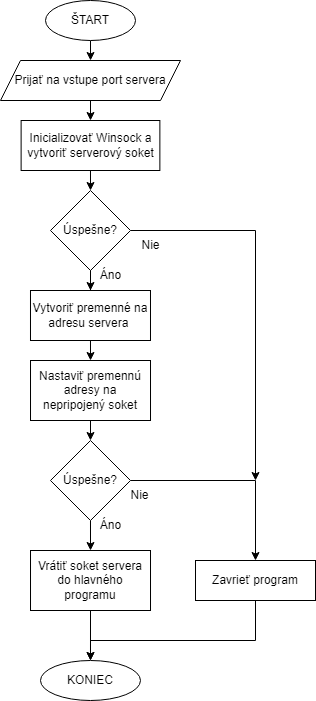 ŠTART
Prijať na vstupe port servera
Inicializovať Winsock a
vytvoriť serverový soket
Úspešne?
Nie
Áno
Vytvoriť premenné na
adresu servera
Nastaviť premennú
adresy na
nepripojený soket
Úspešne?
Nie
Áno
Vrátiť soket servera
do hlavného
programu
Zavrieť program
KONIEC